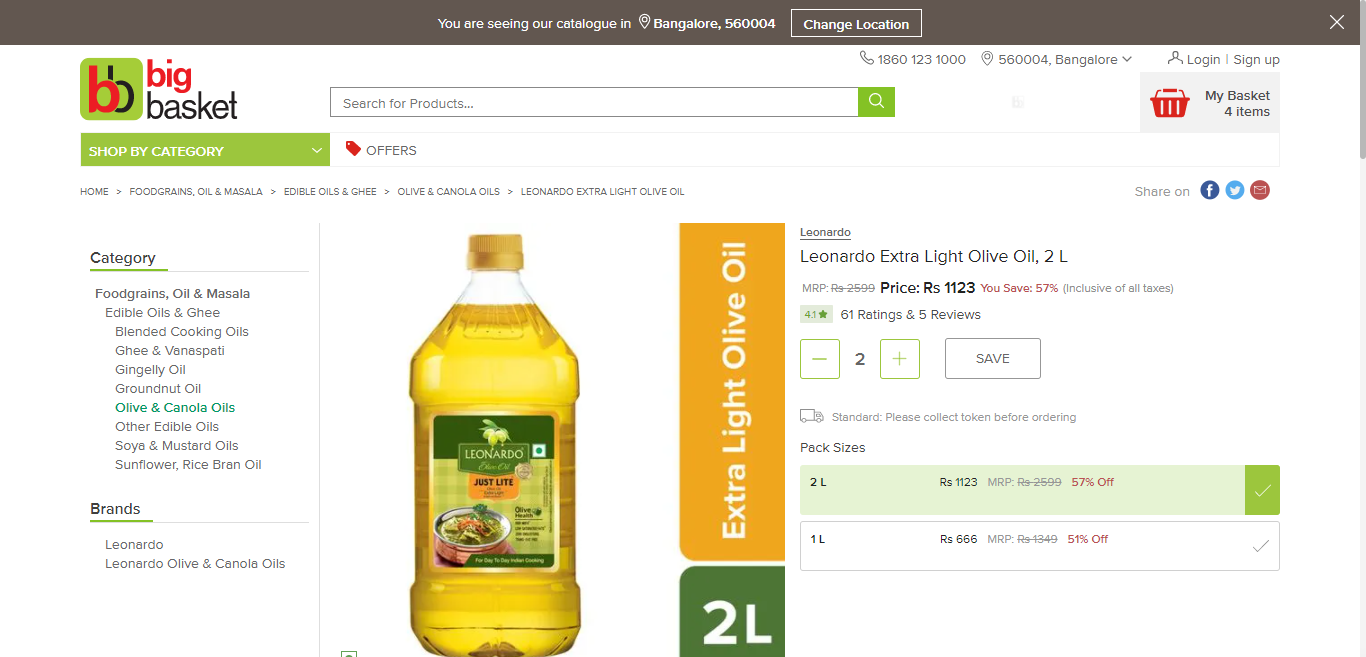 You are seeing our catalogue in Bangalore, 560004 Change Location
1860 123 1000 560004, Bangalore Login | Sign up
bb big basket
Search for Products...
My Basket
4 items
SHOP BY CATEGORY OFFERS
HOME > FOODGRAINS, OIL & MASALA > EDIBLE OILS & GHEE > OLIVE & CANOLA OILS > LEONARDO EXTRA LIGHT OLIVE OIL
Share on
Category
Foodgrains, Oil & Masala
Edible Oils & Ghee
Blended Cooking Oils
Ghee & Vanaspati
Gingelly Oil
Groundnut Oil
Olive & Canola Oils
Other Edible Oils
Soya & Mustard Oils
Sunflower, Rice Bran Oil
Brands
Leonardo
Leonardo Olive & Canola Oils
LEONARDO
Olive Oil
JUST LITE
Olive
Health
For Day To Day Indian Cooking
Extra Light Olive Oil
2L
Leonardo
Leonardo Extra Light Olive Oil, 2 L
MRP: Rs 2599 Price: Rs 1123 You Save: 57% (Inclusive of all taxes)
4.1 61 Ratings & 5 Reviews
2 SAVE
Standard: Please collect token before ordering
Pack Sizes
2 L Rs 1123 MRP: Rs 2599 57% Off
1 L Rs 666 MRP: Rs 1349 51% Off